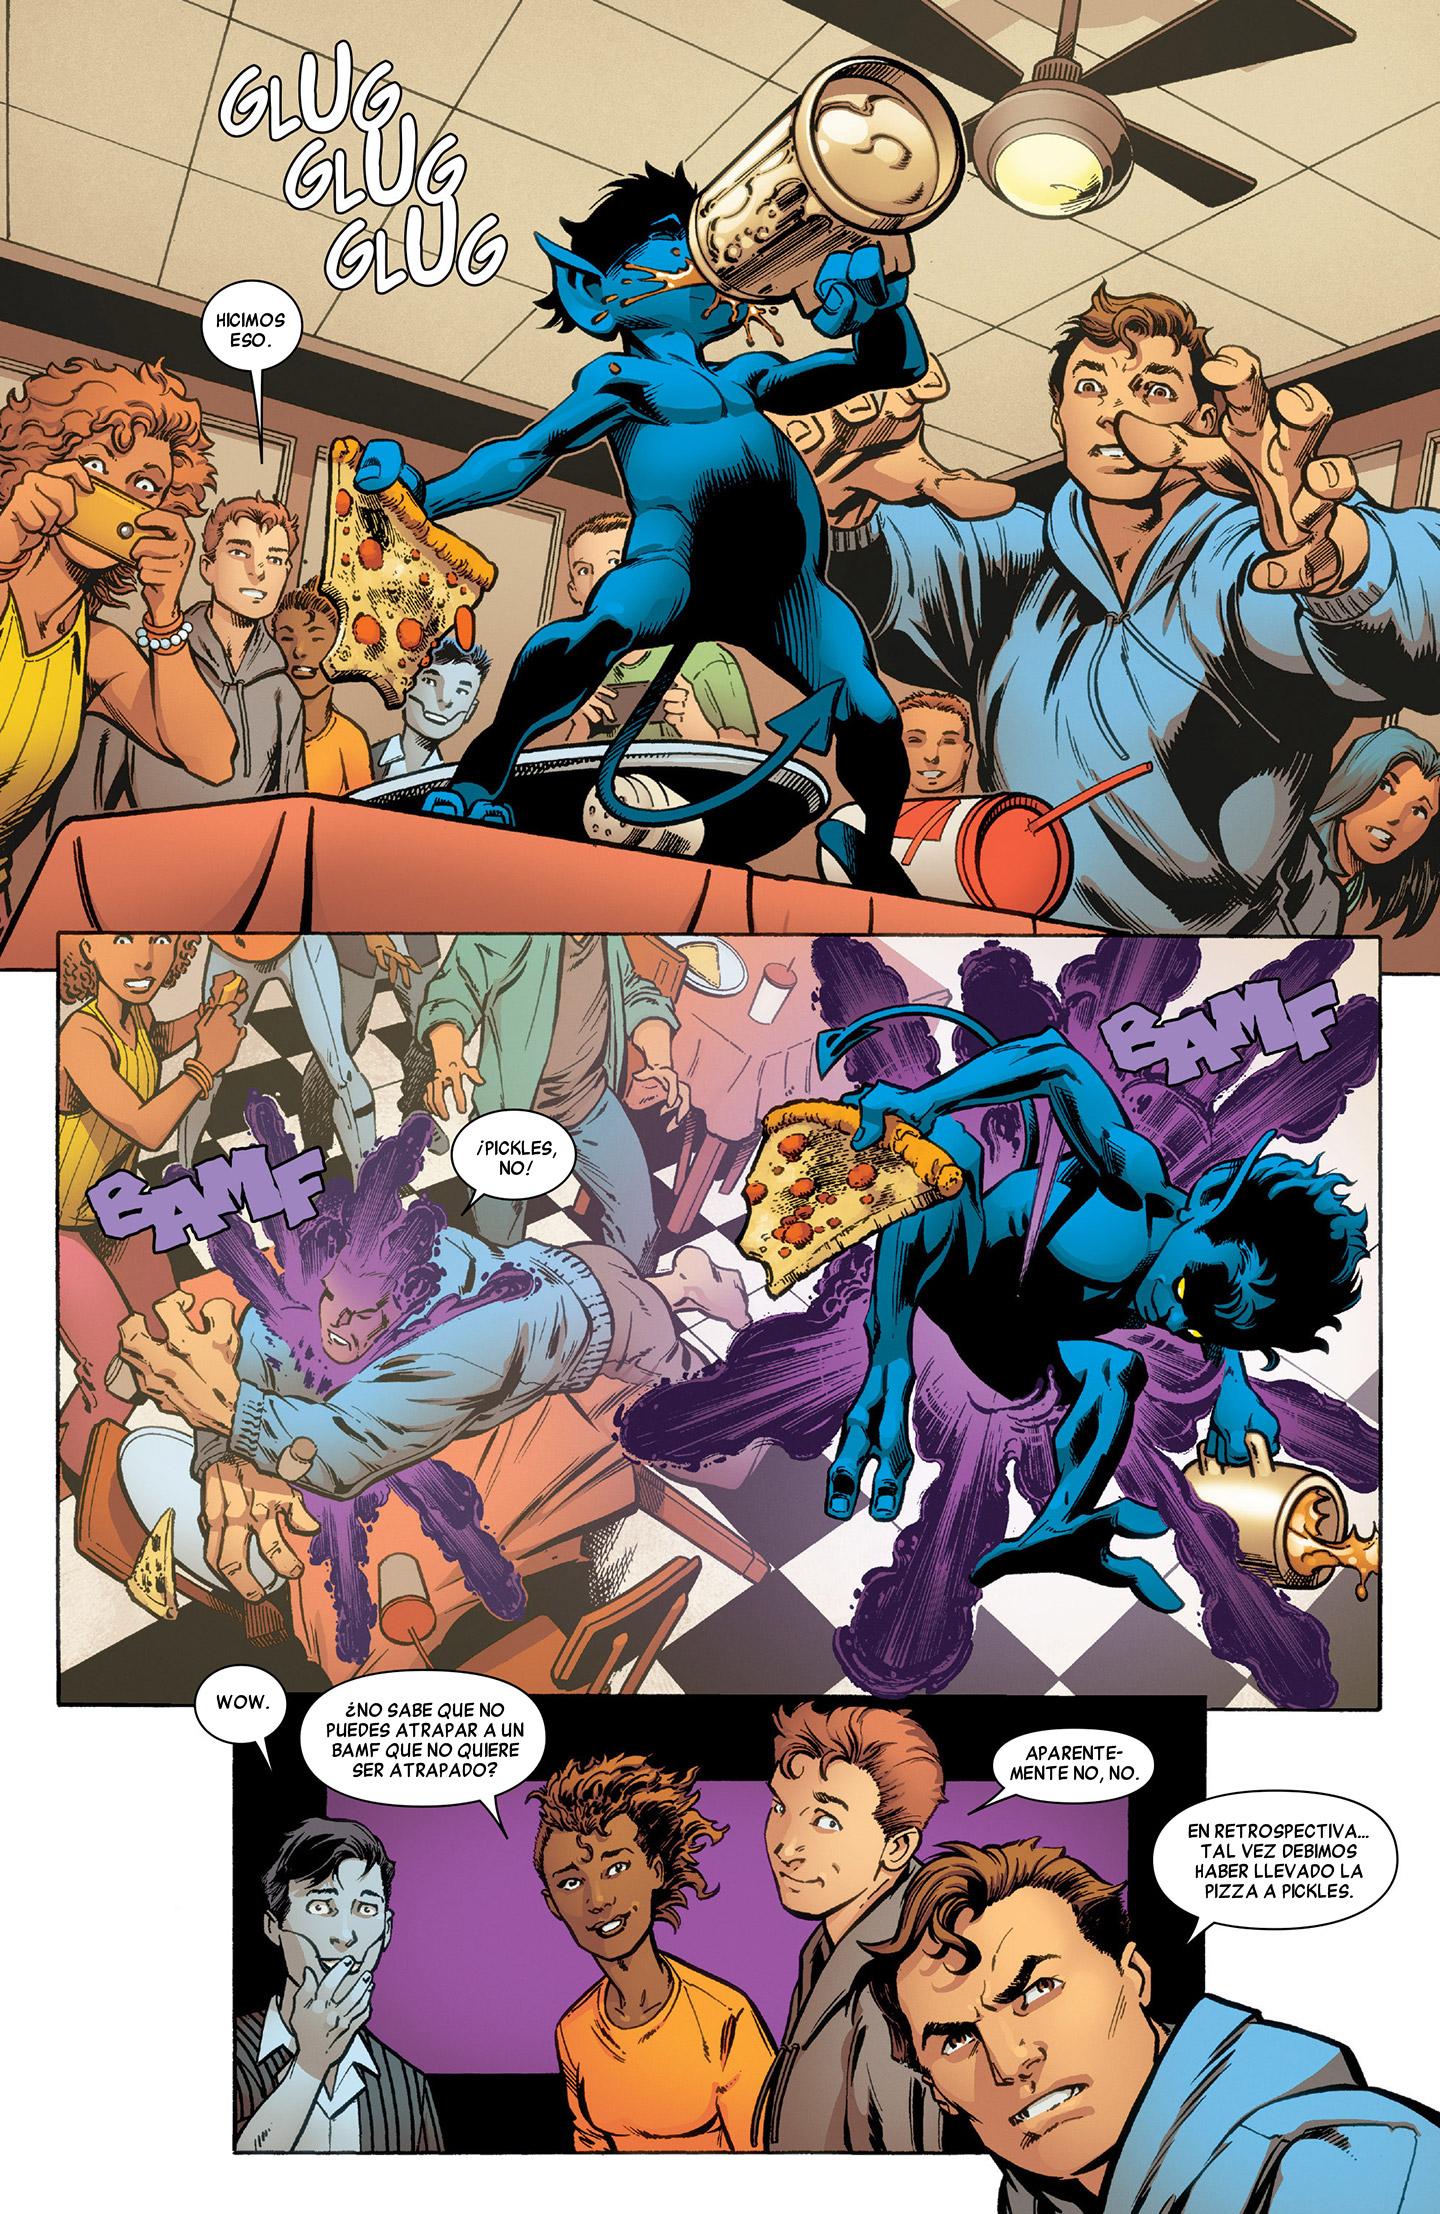 GLUG
GLUG
GLUG
HICIMOS
ESO.
BAMF
¡PICKLES,
NO!
BAMF
WOW.
¿NO SABE QUE NO
PUEDES ATRAPAR A UN
BAMF QUE NO QUIERE
SER ATRAPADO?
APARENTE-
MENTE NO, NO.
EN RETROSPECTIVA...
TAL VEZ DEBIMOS
HABER LLEVADO LA
PIZZA A PICKLES.